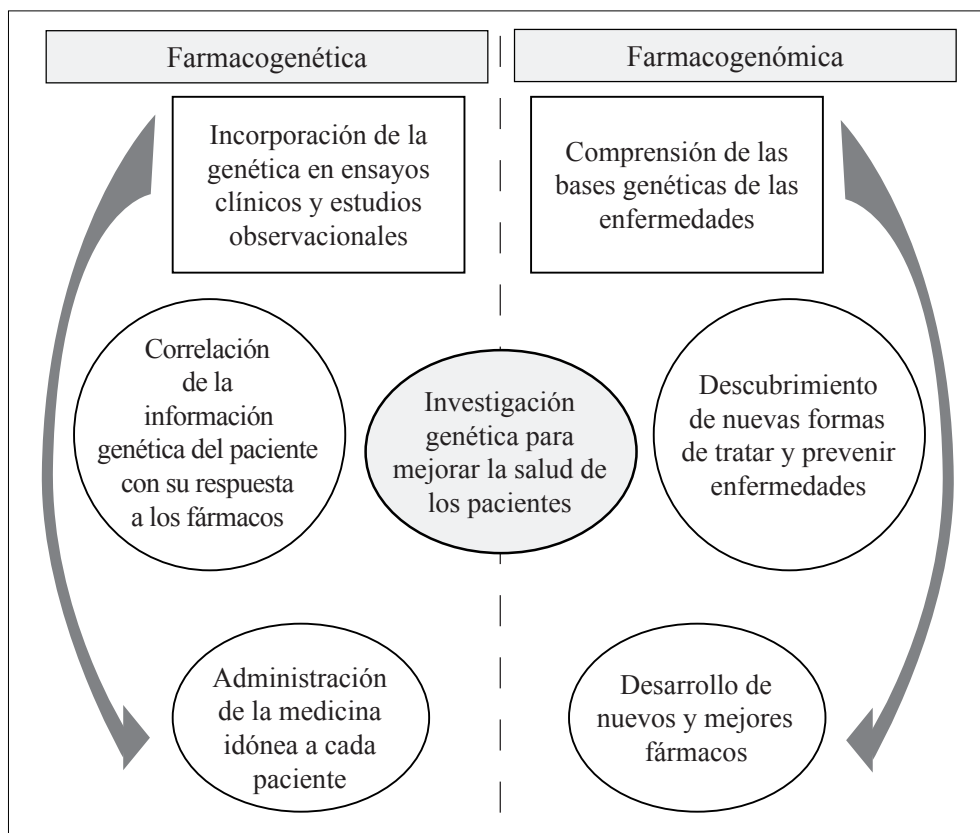 Farmacogenética
Incorporación de la
genética en ensayos
clínicos y estudios
observacionales
Correlación
de la
información
genética del paciente
con su respuesta
a los fármacos
Administración
de la medicina
idónea a cada
paciente
Investigación
genética para
mejorar la salud de
los pacientes
Farmacogenómica
Comprensión de las
bases genéticas de las
enfermedades
Descubrimiento
de nuevas formas
de tratar y prevenir
enfermedades
Desarrollo de
nuevos y mejores
fármacos